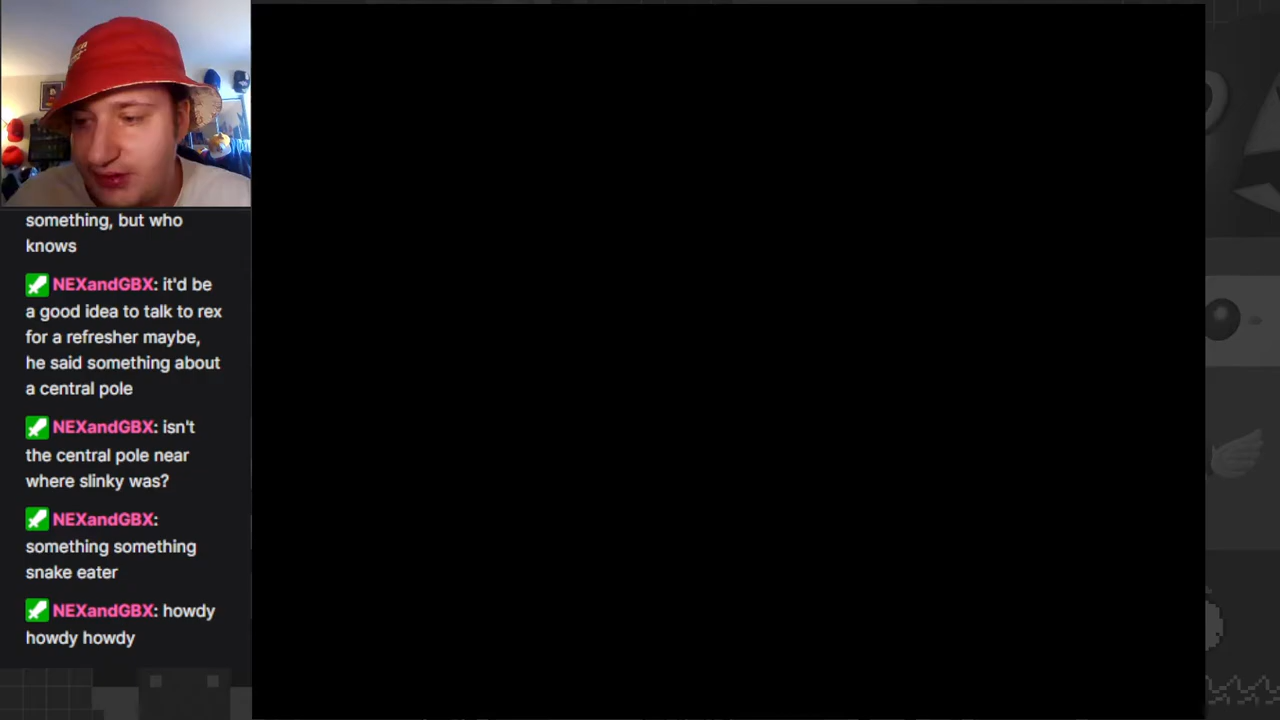 something, but who
knows
NEXandGBX: it'd be
a good idea to talk to rex
for a refresher maybe,
he said something about
a central pole
NEXandGBX: isn't
the central pole near
where slinky was?
NEXandGBX:
something something
snake eater
NEXandGBX: howdy
howdy howdy